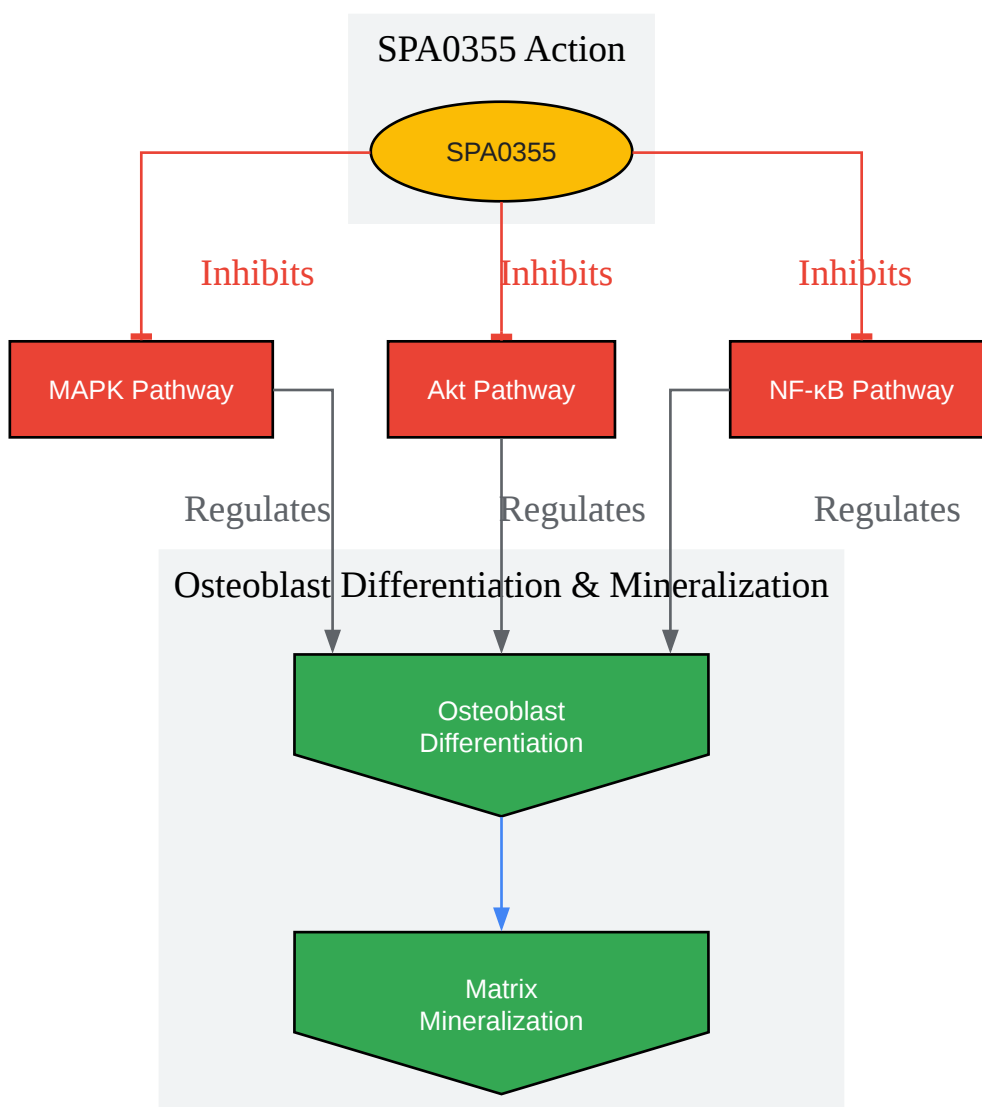 SPA0355 Action
SPA0355
Inhibits
Inhibits
Inhibits
MAPK Pathway
Akt Pathway
NF-κB Pathway
Regulates
Regulates
Regulates
Osteoblast Differentiation & Mineralization
Osteoblast
Differentiation
Matrix
Mineralization